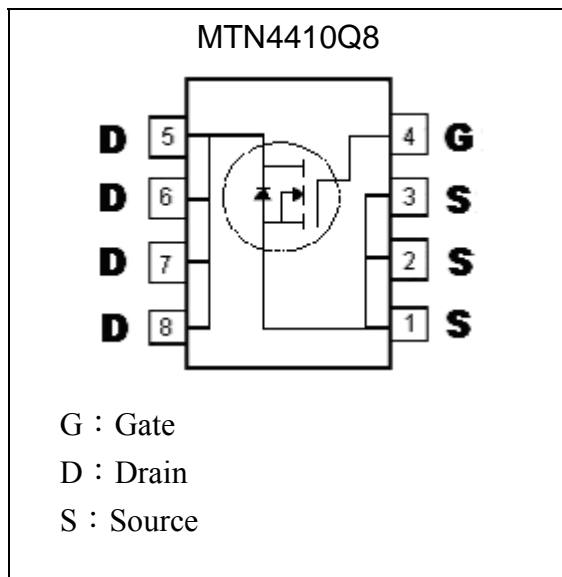 MTN4410Q8
D 5 4 G
D 6 3 S
D 7 2 S
D 8 1 S
G：Gate
D：Drain
S：Source